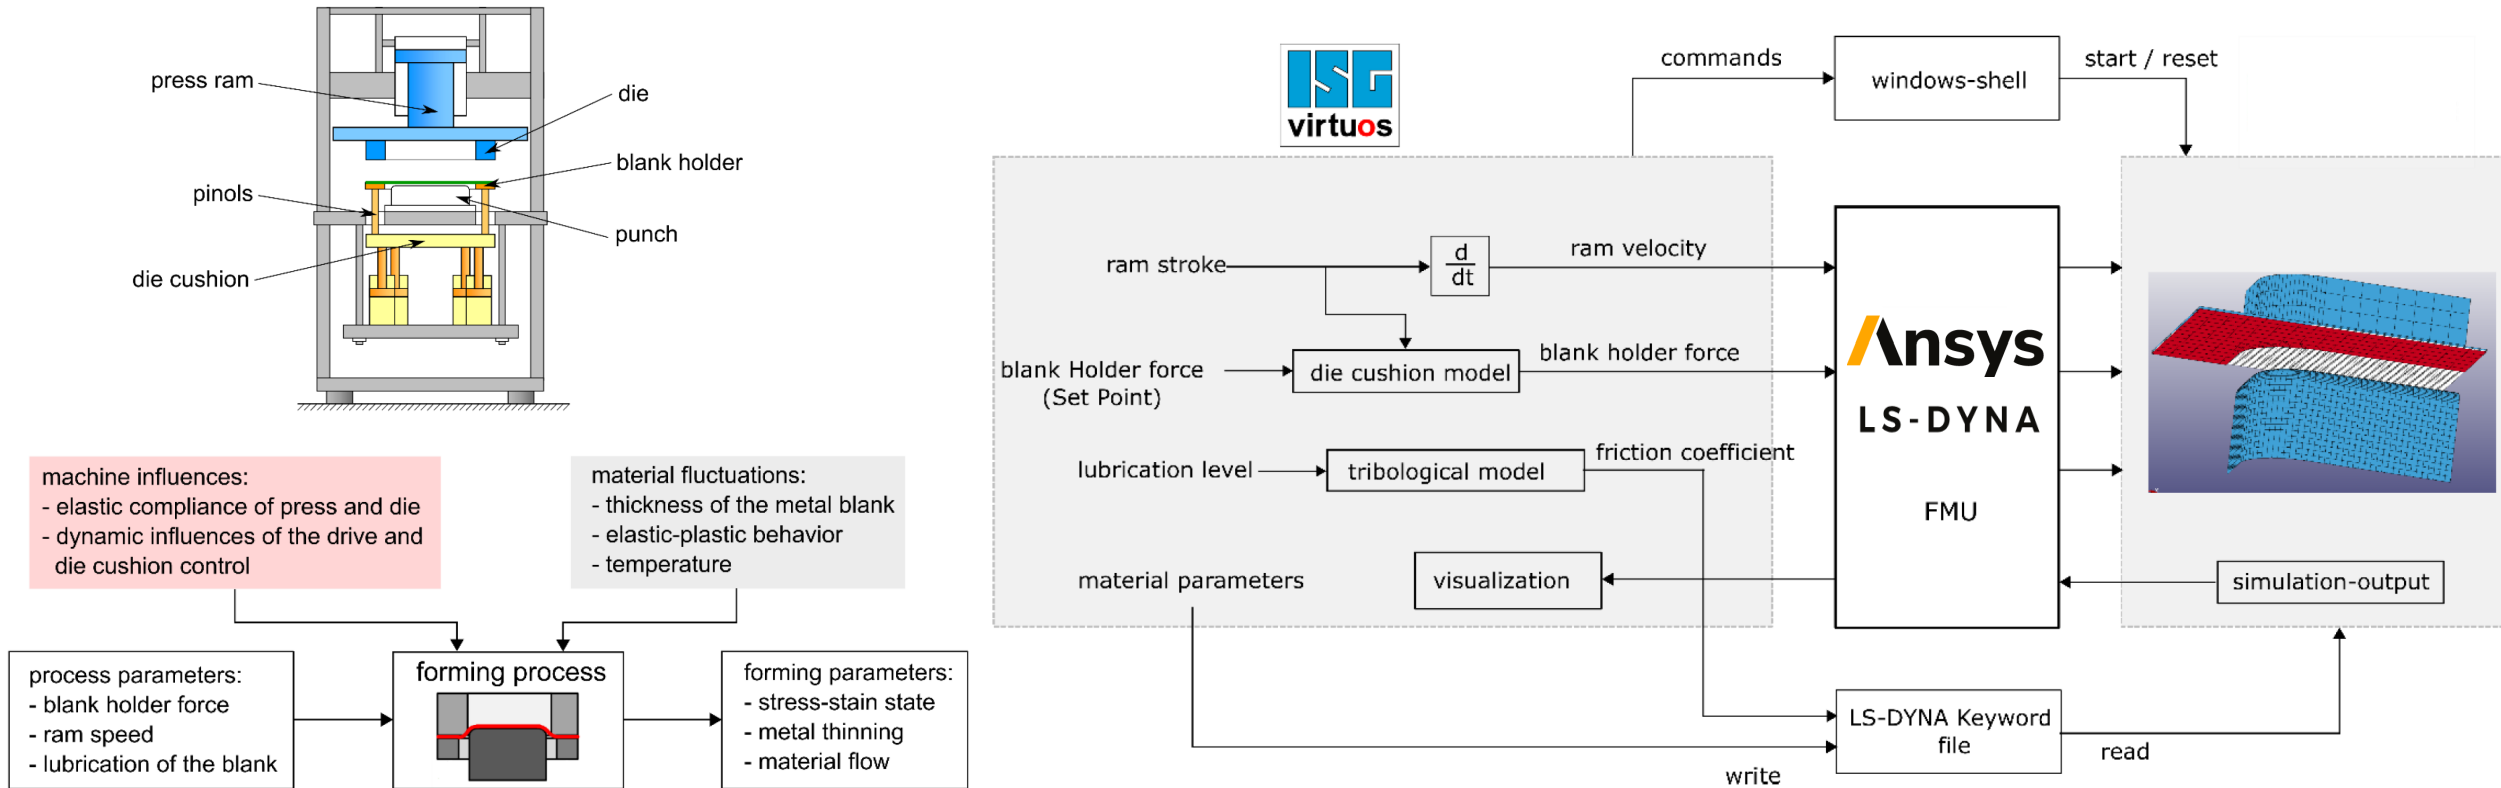 press ram
die
blank holder
pinols
punch
die cushion
machine influences:
- elastic compliance of press and die
- dynamic influences of the drive and
die cushion control
material fluctuations:
- thickness of the metal blank
- elastic-plastic behavior
- temperature
process parameters:
- blank holder force
- ram speed
- lubrication of the blank
forming process
forming parameters:
- stress-stain state
- metal thinning
- material flow
ISG
virtuos
commands
windows-shell
start / reset
ram stroke
d
dt
ram velocity
blank Holder force
(Set Point)
die cushion model
blank holder force
lubrication level
tribological model
friction coefficient
material parameters
visualization
Ansys
LS-DYNA
FMU
simulation-output
LS-DYNA Keyword
file
write
read